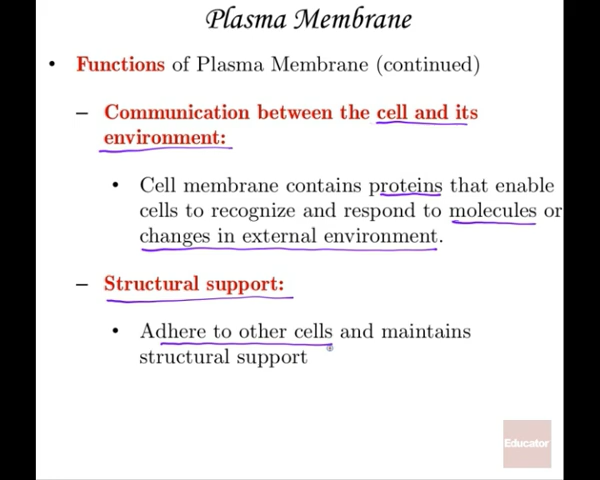 Plasma Membrane
• Functions of Plasma Membrane (continued)
– Communication between the cell and its
environment:
• Cell membrane contains proteins that enable
cells to recognize and respond to molecules or
changes in external environment.
– Structural support:
• Adhere to other cells and maintains
structural support
Educator